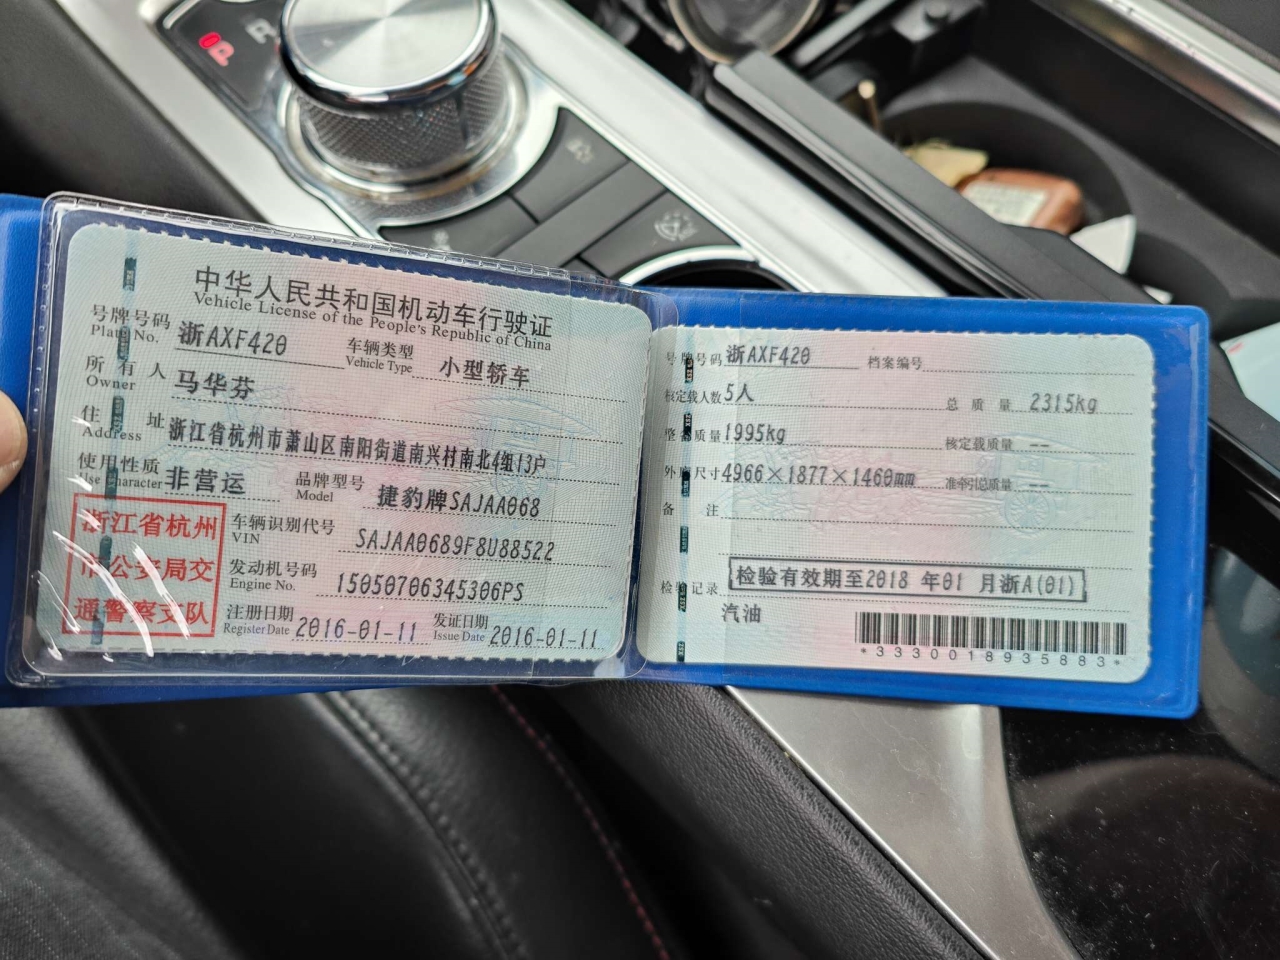 P
R
中华人民共和国机动车行驶证
Vehicle License of the People's Republic of China
号牌号码 浙AXF420 车辆类型 小型轿车
Plate No. Vehicle Type
所有人 马华芬
Owner
住址 浙江省杭州市萧山区南阳街道南兴村南北4组13户
Address
使用性质 非营运 品牌型号 捷豹牌SAJAA068
Use Character Model
浙江省杭州
市公安局交
通警察支队
车辆识别代号 SAJAA0689F8U88522
VIN
发动机号码 15050706345306PS
Engine No.
注册日期 2016-01-11 发证日期 2016-01-11
Register Date Issue Date
号牌号码 浙AXF420 档案编号
核定载人数 5人 总质量 2315kg
整备质量 1995kg 核定载质量 --
外廓尺寸 4966×1877×1460mm 准牵引总质量 --
备注
检验记录 检验有效期至2018 年01 月浙A(01)
汽油
*3330018935883*